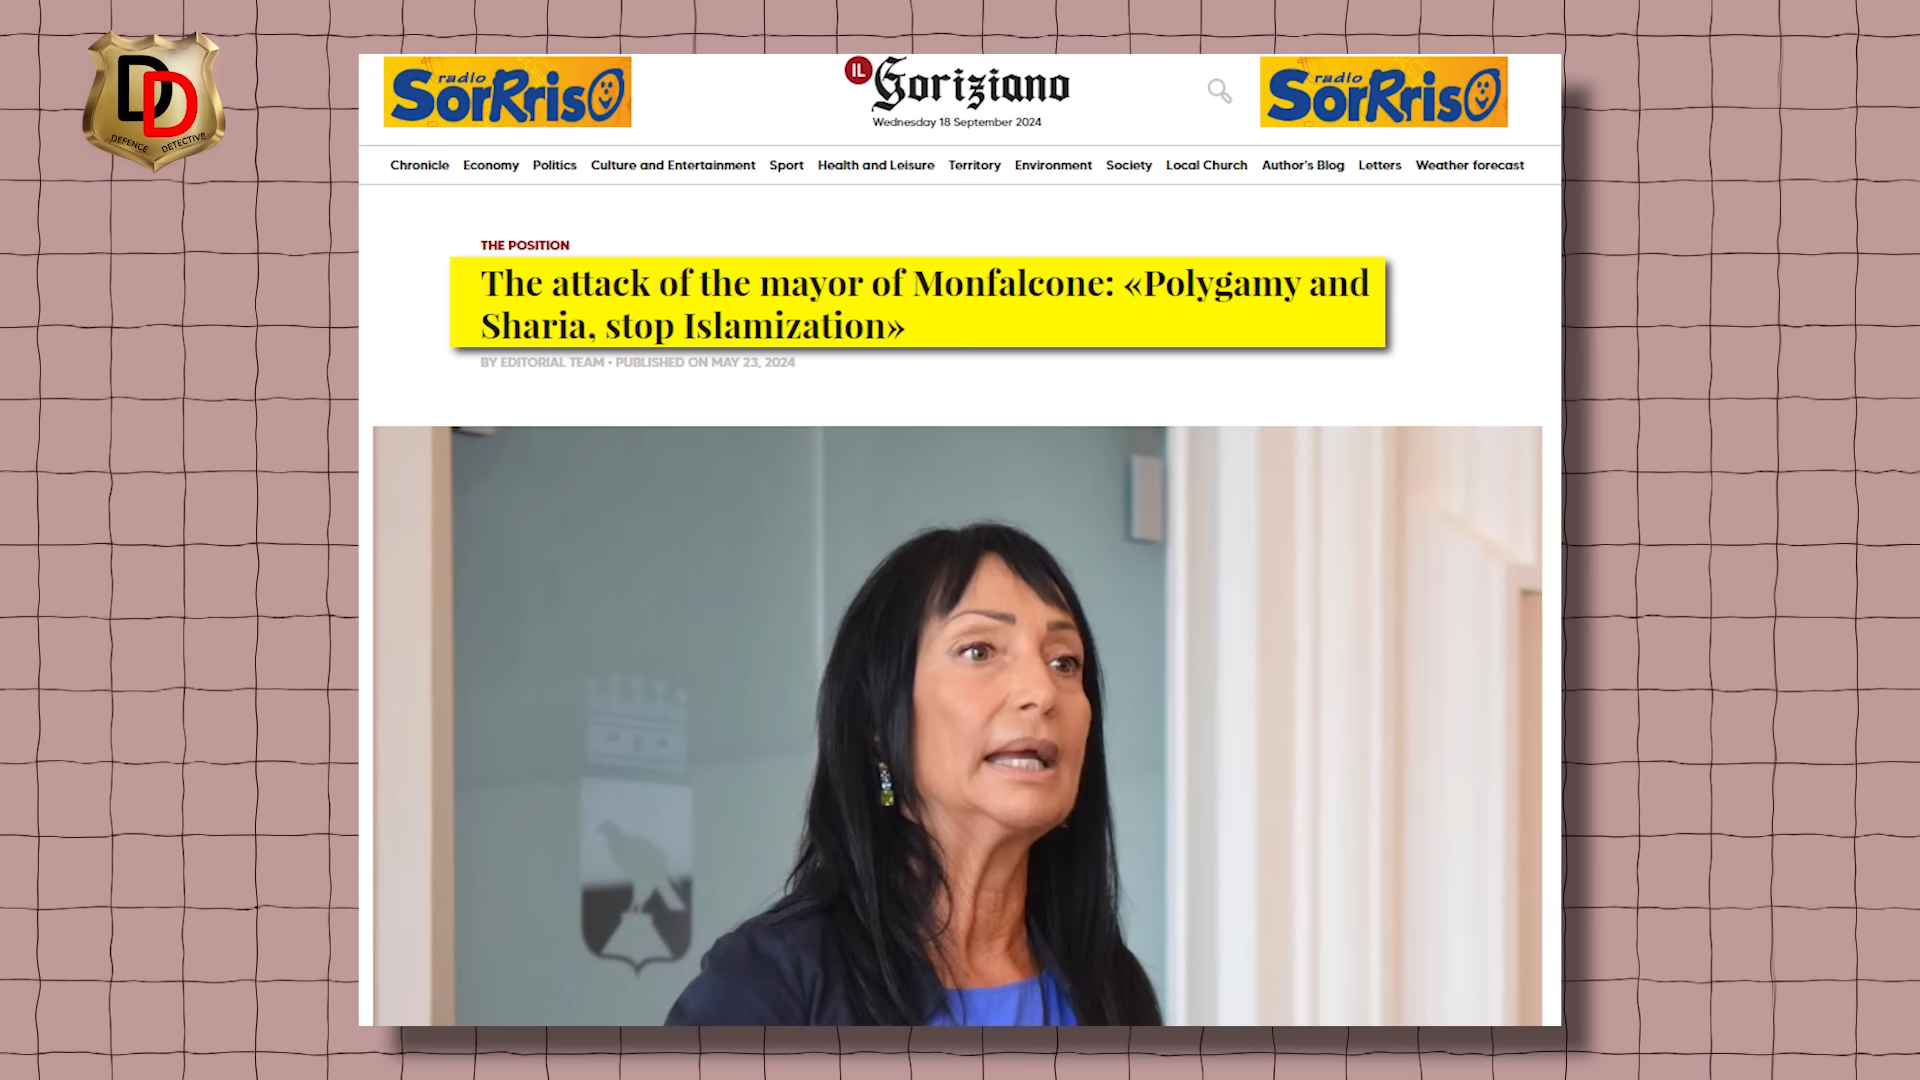 DD
DEFENCE DETECTIVE
radio
SorRriso
IL Goriziano
Wednesday 18 September 2024
radio
SorRriso
Chronicle Economy Politics Culture and Entertainment Sport Health and Leisure Territory Environment Society Local Church Author's Blog Letters Weather forecast
THE POSITION
The attack of the mayor of Monfalcone: «Polygamy and
Sharia, stop Islamization»
BY EDITORIAL TEAM • PUBLISHED ON MAY 23, 2024